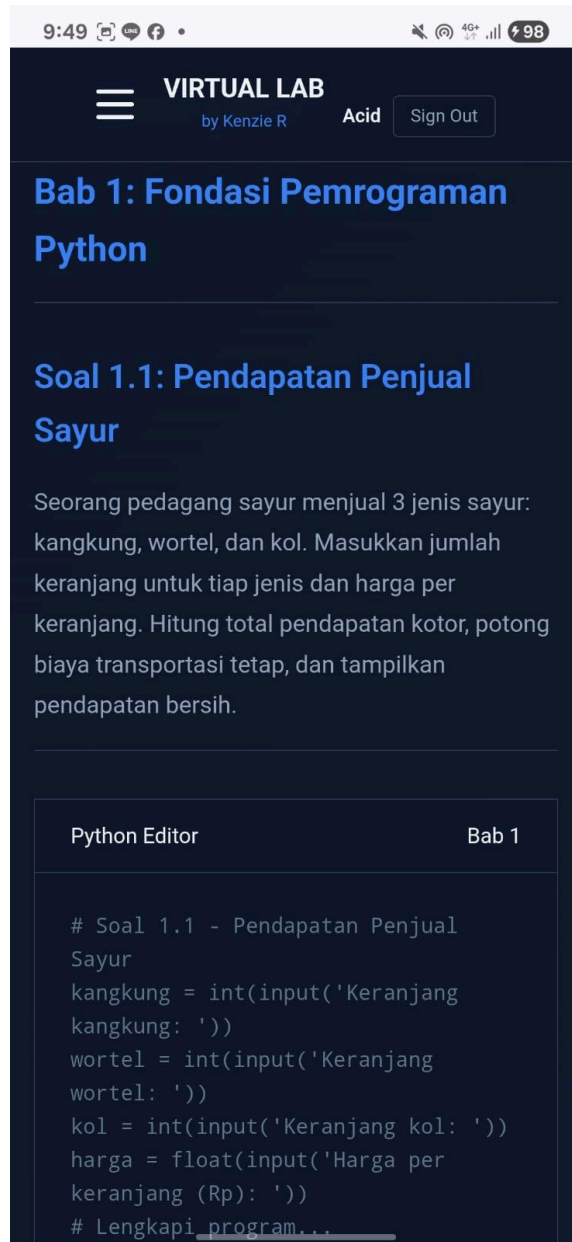 9:49
4G+ 98
VIRTUAL LAB
by Kenzie R
Acid
Sign Out
Bab 1: Fondasi Pemrograman
Python
Soal 1.1: Pendapatan Penjual
Sayur
Seorang pedagang sayur menjual 3 jenis sayur:
kangkung, wortel, dan kol. Masukkan jumlah
keranjang untuk tiap jenis dan harga per
keranjang. Hitung total pendapatan kotor, potong
biaya transportasi tetap, dan tampilkan
pendapatan bersih.
Python Editor
Bab 1
# Soal 1.1 - Pendapatan Penjual
Sayur
kangkung = int(input('Keranjang
kangkung: '))
wortel = int(input('Keranjang
wortel: '))
kol = int(input('Keranjang kol: '))
harga = float(input('Harga per
keranjang (Rp): '))
# Lengkapi program...